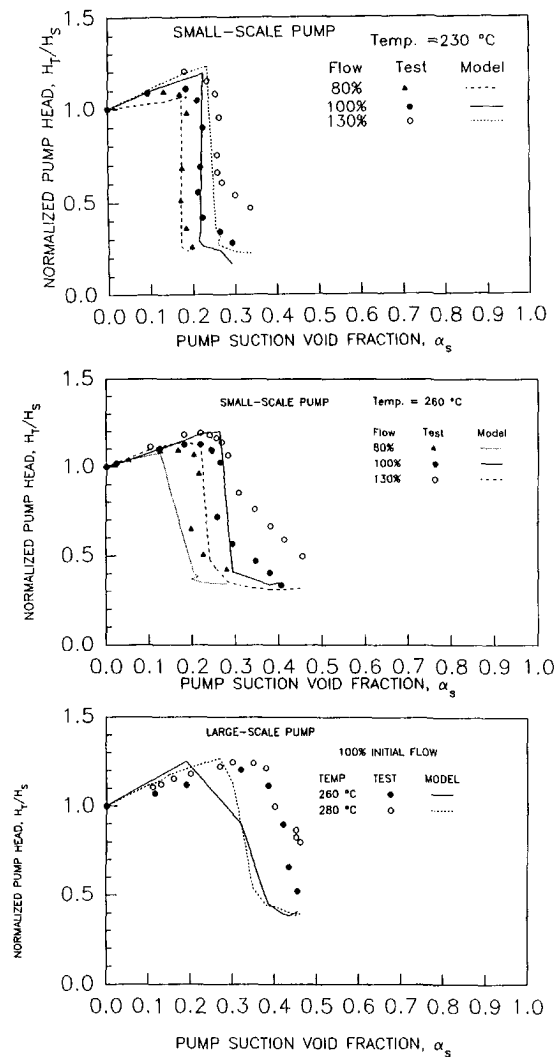 SMALL-SCALE PUMP
Temp. =230 °C
Flow Test Model
80%
100%
130%
NORMALIZED PUMP HEAD, H_T/H_S
1.5
1.0
0.5
0.0
0.0 0.1 0.2 0.3 0.4 0.5 0.6 0.7 0.8 0.9 1.0
PUMP SUCTION VOID FRACTION, α_s
SMALL-SCALE PUMP
Temp. = 260 °C
Flow Test Model
80%
100%
130%
NORMALIZED PUMP HEAD, H_T/H_S
1.5
1.0
0.5
0.0
0.0 0.1 0.2 0.3 0.4 0.5 0.6 0.7 0.8 0.9 1.0
PUMP SUCTION VOID FRACTION, α_s
LARGE-SCALE PUMP
100% INITIAL FLOW
TEMP TEST MODEL
260 °C
280 °C
NORMALIZED PUMP HEAD, H_T/H_S
1.5
1.0
0.5
0.0
0.0 0.1 0.2 0.3 0.4 0.5 0.6 0.7 0.8 0.9 1.0
PUMP SUCTION VOID FRACTION, α_s